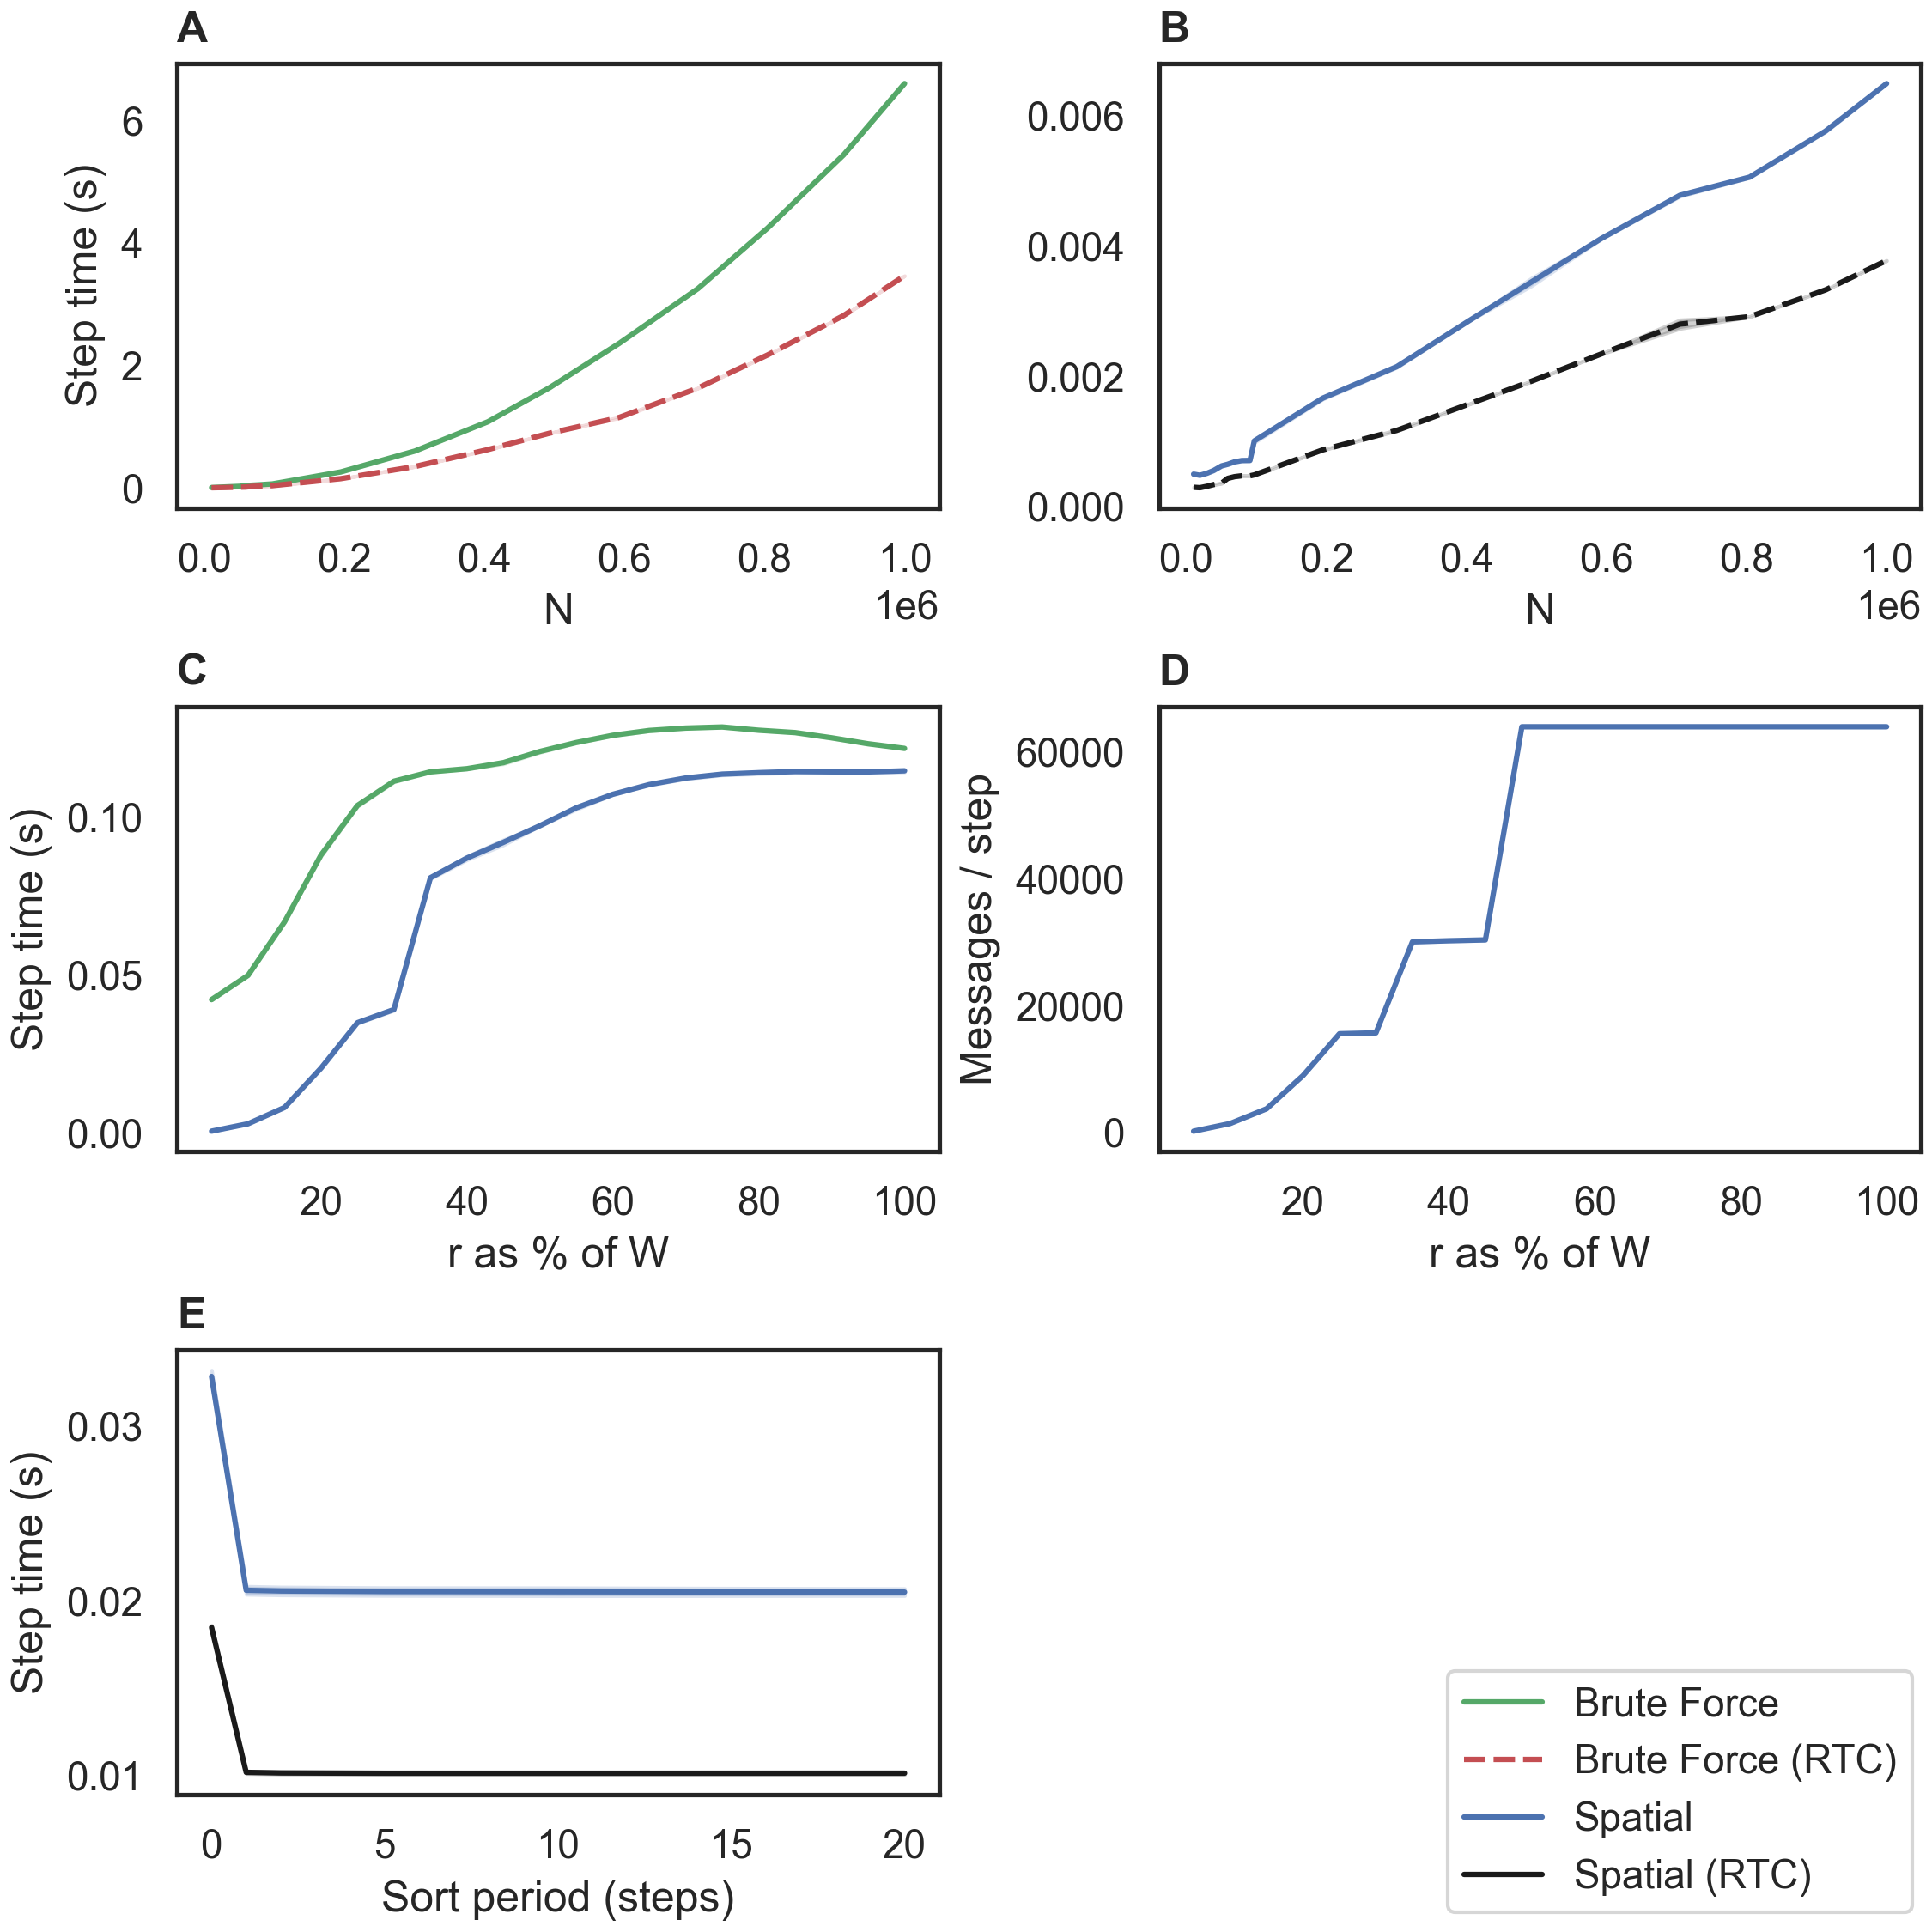 A
Step time (s)
6
4
2
0
0.0 0.2 0.4 0.6 0.8 1.0
1e6
N
B
0.006
0.004
0.002
0.000
0.0 0.2 0.4 0.6 0.8 1.0
1e6
N
C
Step time (s)
0.10
0.05
0.00
20 40 60 80 100
r as % of W
D
Messages / step
60000
40000
20000
0
20 40 60 80 100
r as % of W
E
Step time (s)
0.03
0.02
0.01
0 5 10 15 20
Sort period (steps)
Brute Force
Brute Force (RTC)
Spatial
Spatial (RTC)